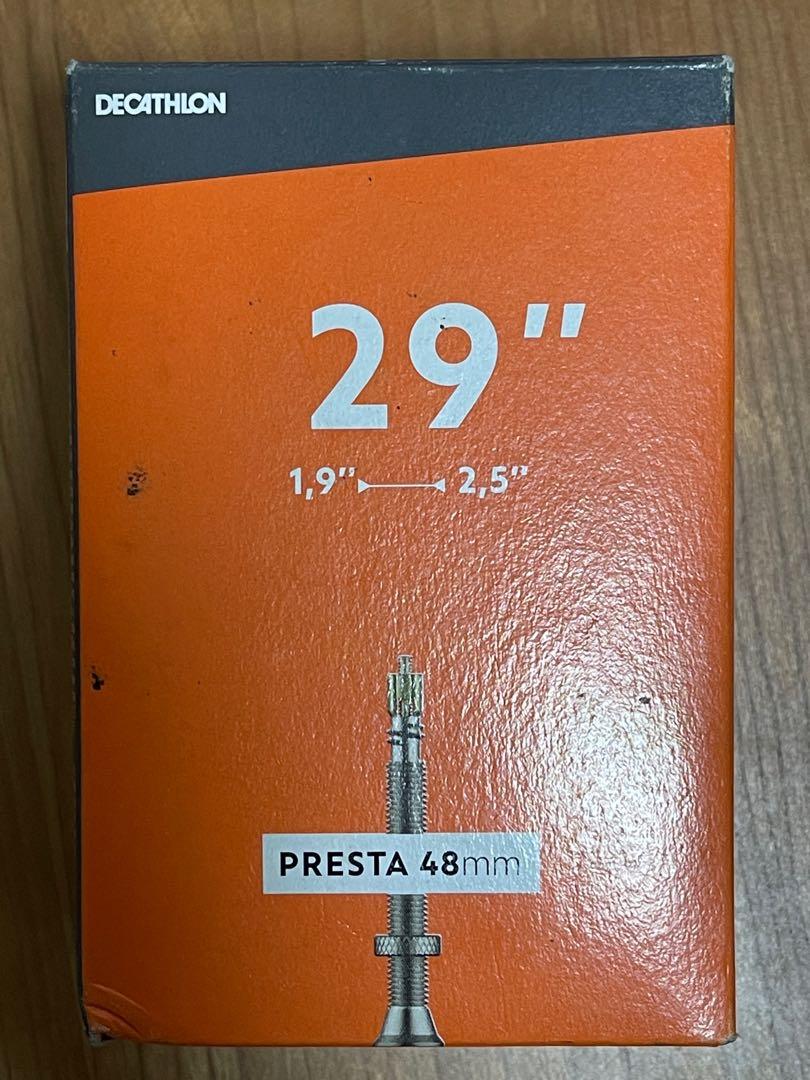 DECATHLON
29"
1,9" 2,5"
PRESTA 48mm